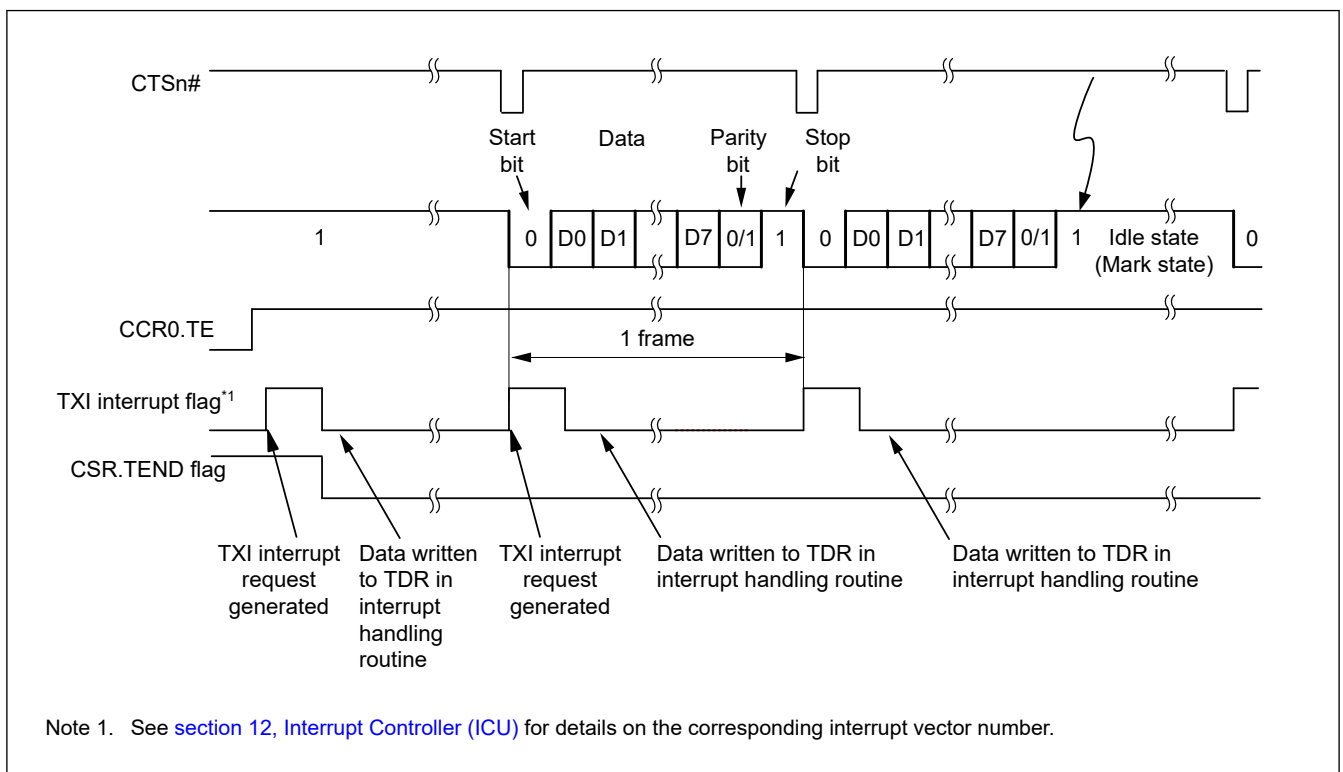 CTSn#
Start bit
Data
Parity bit
Stop bit
1
0 D0 D1 D7 0/1 1 0 D0 D1 D7 0/1 1 Idle state (Mark state) 0
CCR0.TE
1 frame
TXI interrupt flag*1
CSR.TEND flag
TXI interrupt
request
generated
Data written
to TDR in
interrupt
handling
routine
TXI interrupt
request
generated
Data written to TDR in
interrupt handling routine
Data written to TDR in
interrupt handling routine
Note 1. See section 12, Interrupt Controller (ICU) for details on the corresponding interrupt vector number.